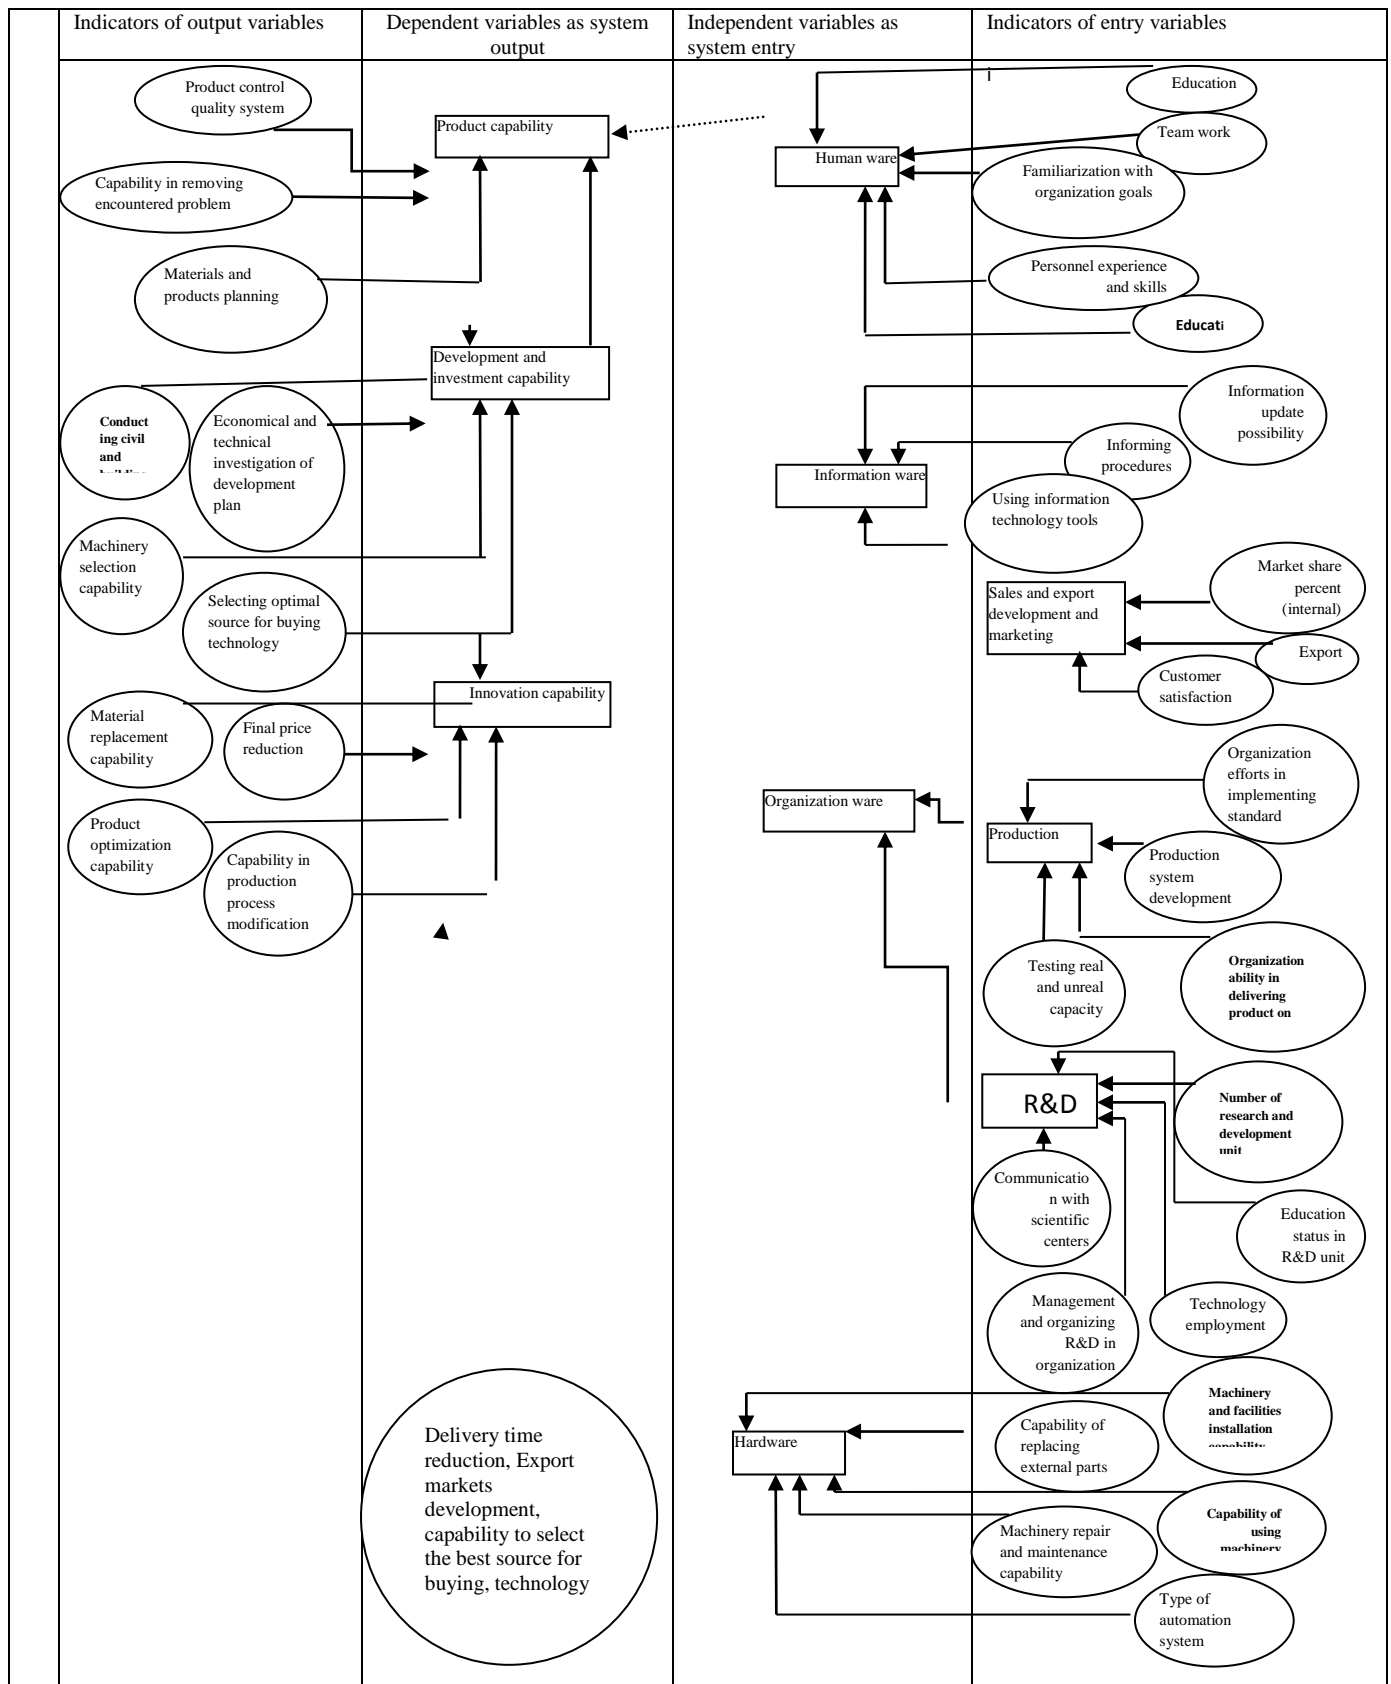 Indicators of output variables
Dependent variables as system
output
Independent variables as
system entry
Indicators of entry variables
Product control
quality system
Capability in removing
encountered problem
Materials and
products planning
Conduct
ing civil
and
Economical and
technical
investigation of
development
plan
Machinery
selection
capability
Selecting optimal
source for buying
technology
Material
replacement
capability
Final price
reduction
Product
optimization
capability
Capability in
production
process
modification
Product capability
Development and
investment capability
Innovation capability
Delivery time
reduction, Export
markets
development,
capability to select
the best source for
buying, technology
Human ware
Information ware
Organization ware
Hardware
i
Education
Team work
Familiarization with
organization goals
Personnel experience
and skills
Educati
Information
update
possibility
Informing
procedures
Using information
technology tools
Sales and export
development and
marketing
Market share
percent
(internal)
Export
Customer
satisfaction
Organization
efforts in
implementing
standard
Production
Production
system
development
Testing real
and unreal
capacity
Organization
ability in
delivering
product on
R&D
Number of
research and
development
unit
Communicatio
n with
scientific
centers
Education
status in
R&D unit
Management
and organizing
R&D in
organization
Technology
employment
Machinery
and facilities
installation
capability
Capability of
replacing
external parts
Capability of
using
machinery
Machinery repair
and maintenance
capability
Type of
automation
system